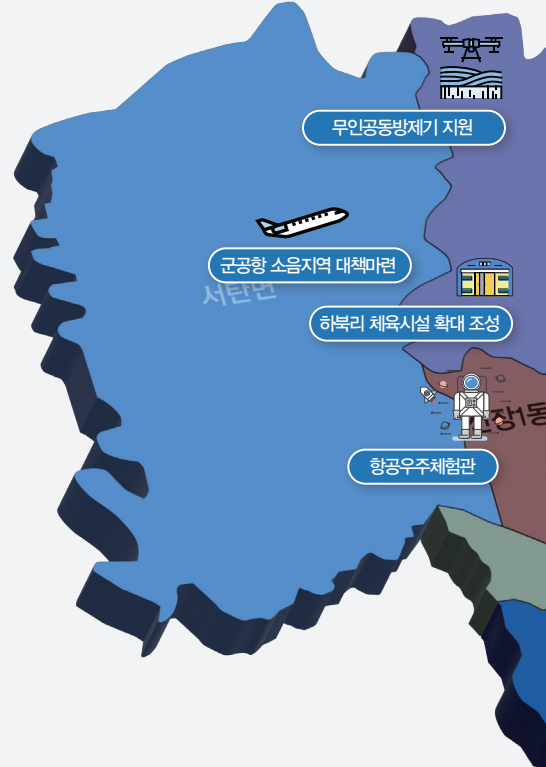 무인공동방제기 지원
군공항 소음지역 대책마련
서탄면
하북리 체육시설 확대 조성
장1동
항공우주체험관